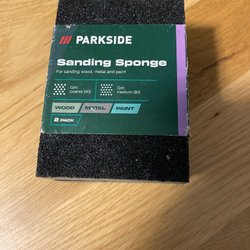 PARKSIDE
Sanding Sponge
For sanding wood, metal and paint
Grit: Grit:
coarse (40) medium (80)
WOOD METAL PAINT
2 PACK